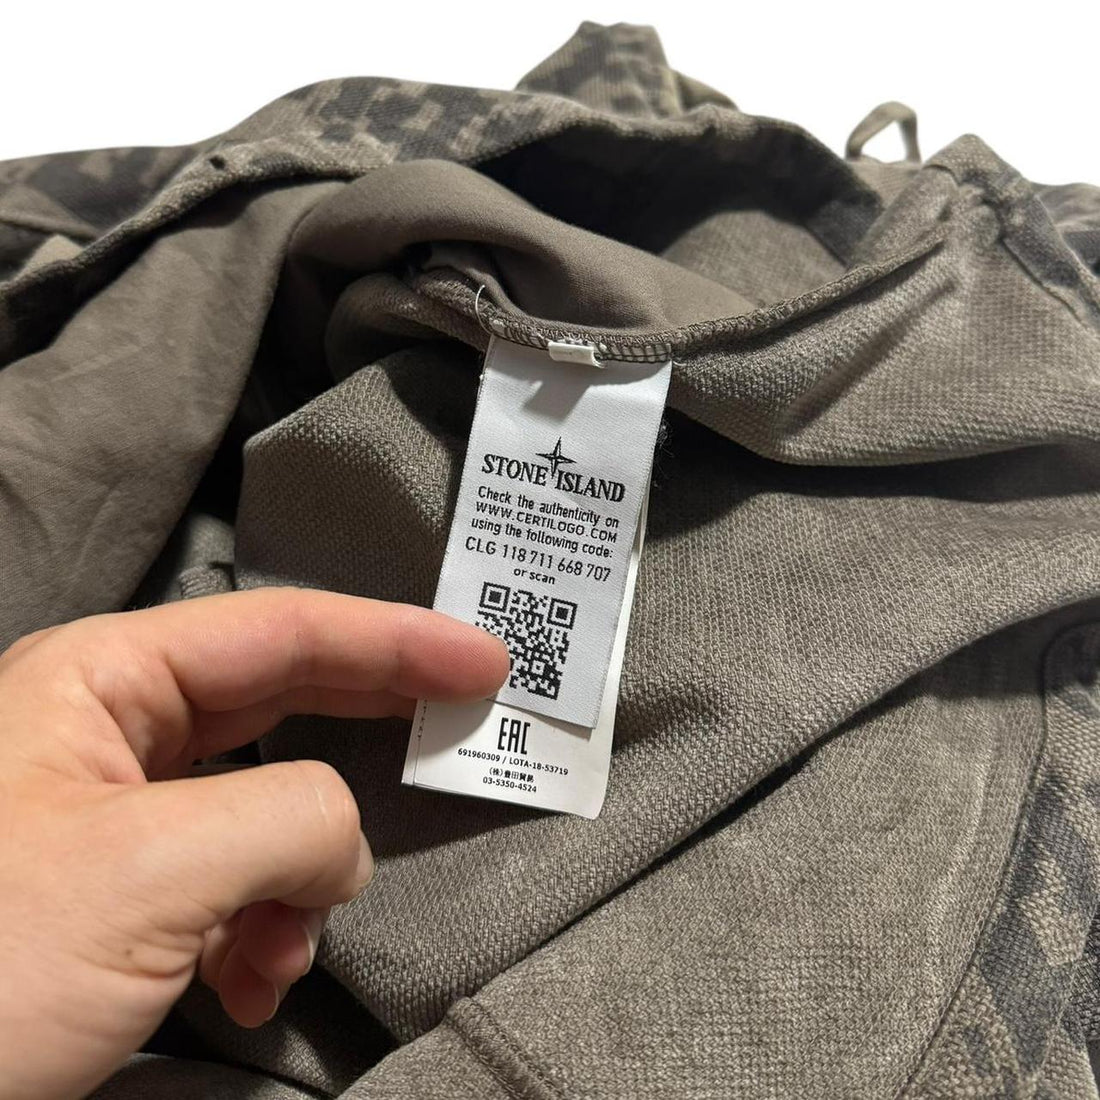 STONE ISLAND
Check the authenticity on
WWW.CERTILOGO.COM
using the following code:
CLG 118 711 668 707
or scan
EAC
691960309 / LOTA-18-53719
(株)豊田貿易
03-5350-4524